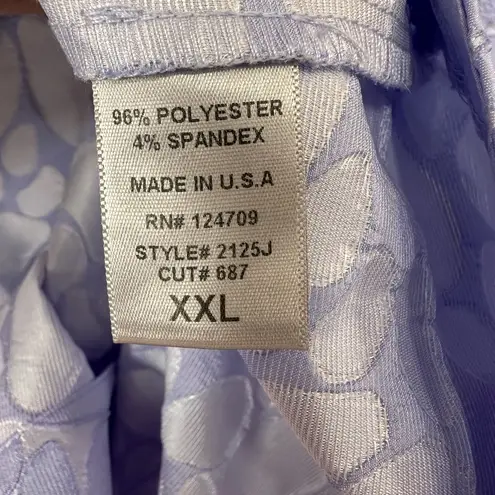 96% POLYESTER
4% SPANDEX
MADE IN U.S.A
RN# 124709
STYLE# 2125J
CUT# 687
XXL